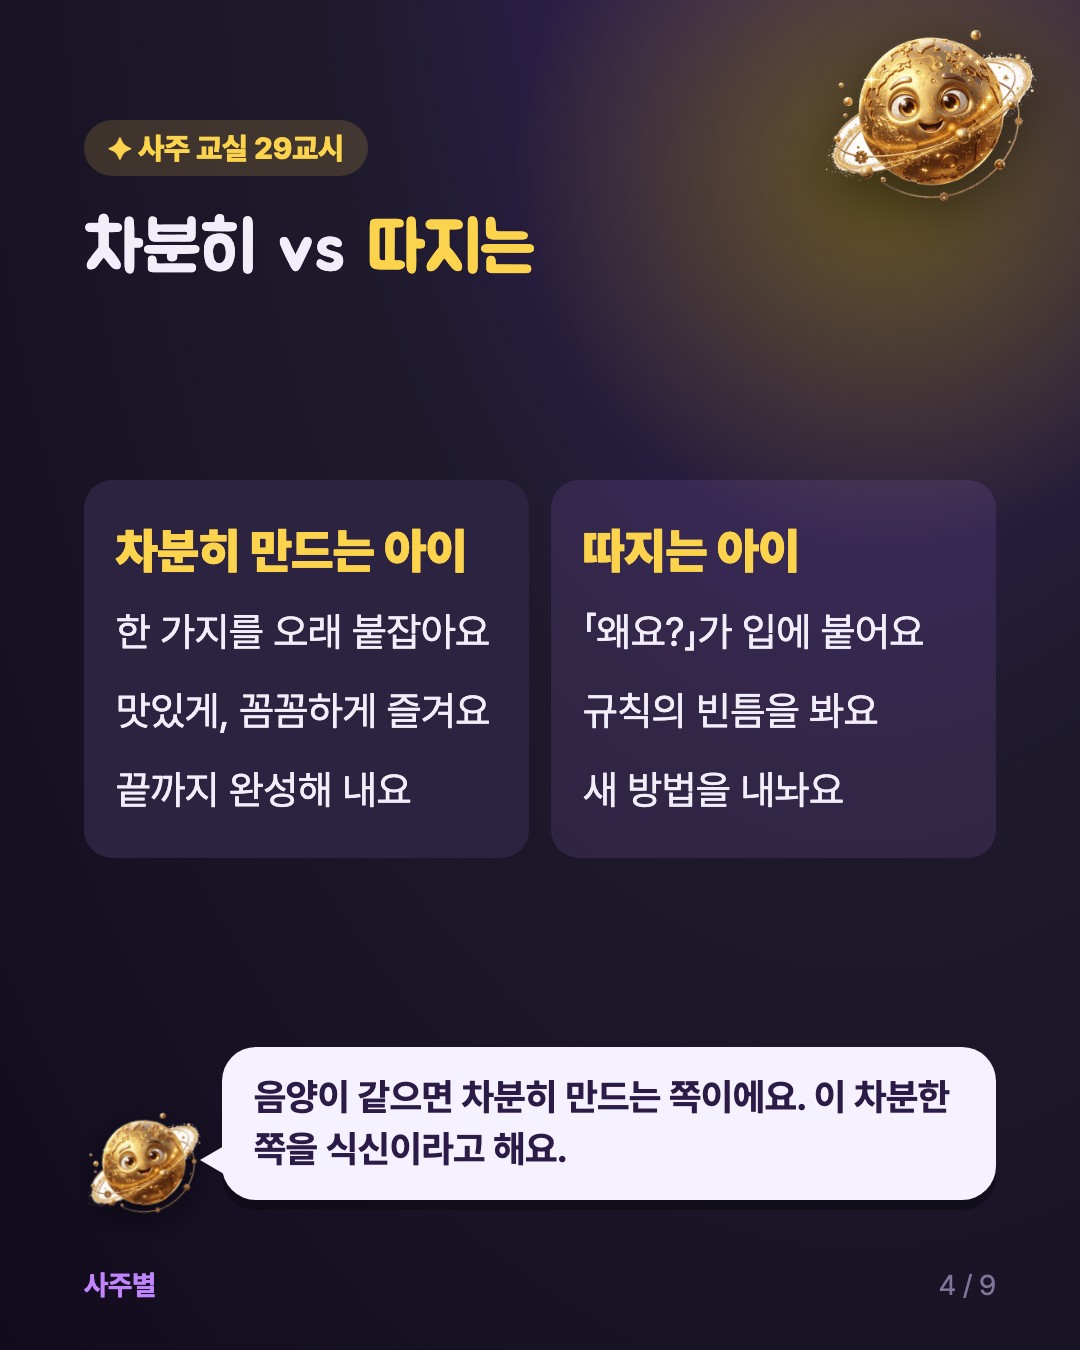 ✦ 사주 교실 29교시
차분히 vs 따지는
차분히 만드는 아이
한 가지를 오래 붙잡아요
맛있게, 꼼꼼하게 즐겨요
끝까지 완성해 내요
따지는 아이
「왜요?」가 입에 붙어요
규칙의 빈틈을 봐요
새 방법을 내놔요
음양이 같으면 차분히 만드는 쪽이에요. 이 차분한
쪽을 식신이라고 해요.
사주별
4 / 9